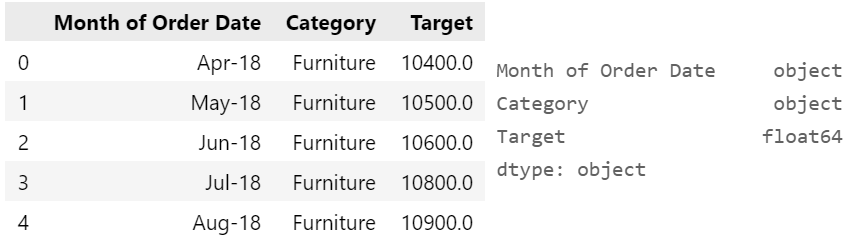 Month of Order Date Category Target
0 Apr-18 Furniture 10400.0
1 May-18 Furniture 10500.0
2 Jun-18 Furniture 10600.0
3 Jul-18 Furniture 10800.0
4 Aug-18 Furniture 10900.0
Month of Order Date object
Category object
Target float64
dtype: object